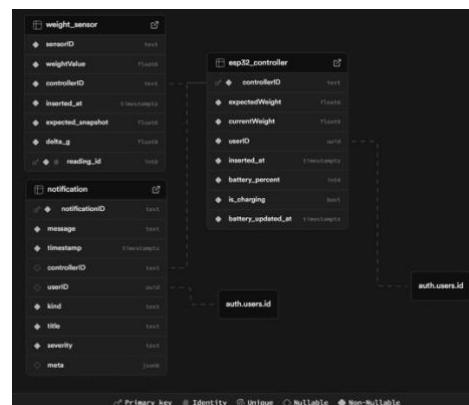 weight_sensor
sensorID text
weightValue float8
controllerID text
inserted_at timestamptz
expected_snapshot float8
delta_g float8
reading_id int8
esp32_controller
controllerID text
expectedWeight float8
currentWeight float8
userID uuid
inserted_at timestamptz
battery_percent int8
is_charging bool
battery_updated_at timestamptz
notification
notificationID text
message text
timestamp timestamptz
controllerID text
userID uuid
kind text
title text
severity text
meta jsonb
auth.users.id
auth.users.id
Primary key # Identity Unique Nullable Non-Nullable